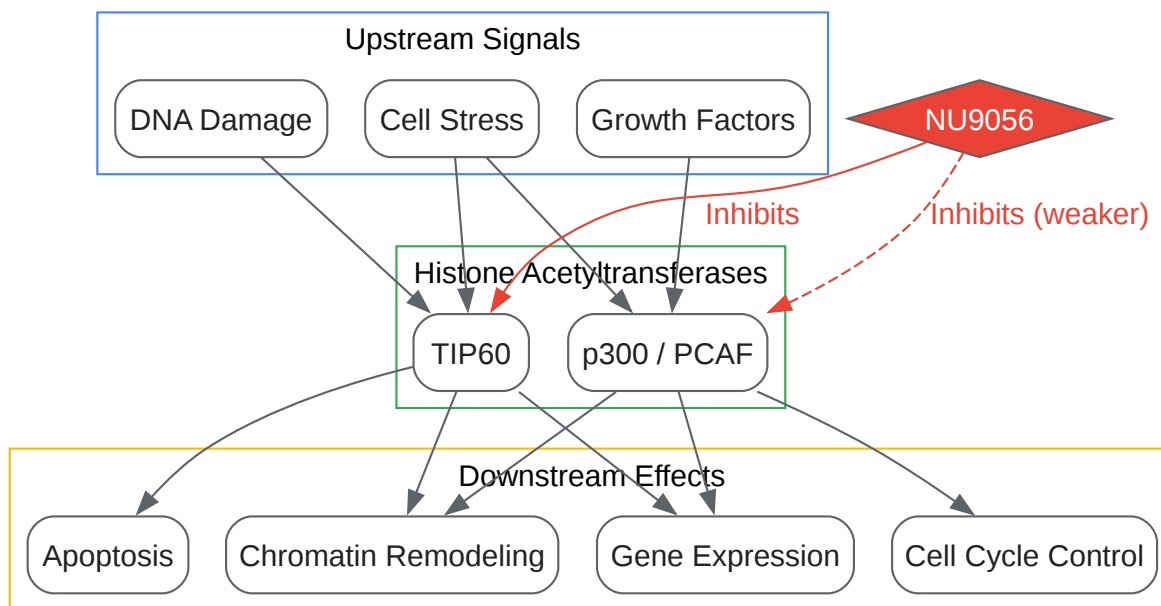 Upstream Signals
DNA Damage
Cell Stress
Growth Factors
NU9056
Inhibits
Inhibits (weaker)
Histone Acetyltransferases
TIP60
p300 / PCAF
Downstream Effects
Apoptosis
Chromatin Remodeling
Gene Expression
Cell Cycle Control